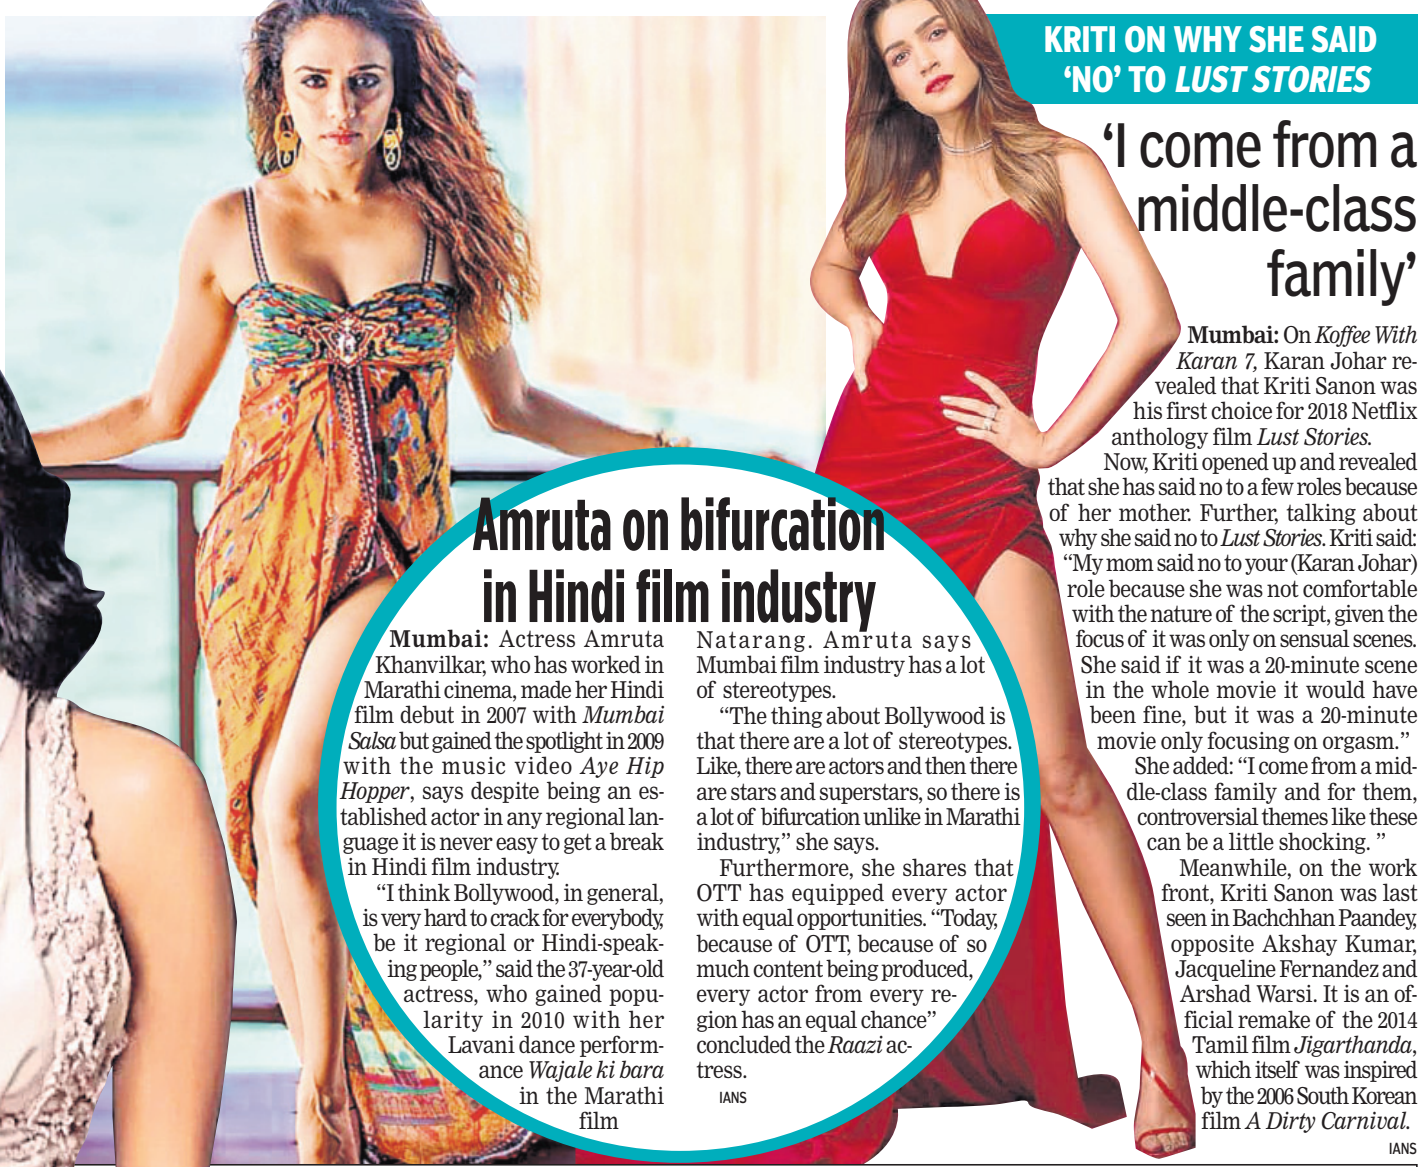 KRITI ON WHY SHE SAID
‘NO’ TO LUST STORIES
‘I come from a
middle-class
family’
Mumbai: On Koffee With
Karan 7, Karan Johar re-
vealed that Kriti Sanon was
his first choice for 2018 Netflix
anthology film Lust Stories.
Now, Kriti opened up and revealed
that she has said no to a few roles because
of her mother. Further, talking about
why she said no to Lust Stories. Kriti said:
“My mom said no to your (Karan Johar)
role because she was not comfortable
with the nature of the script, given the
focus of it was only on sensual scenes.
She said if it was a 20-minute scene
in the whole movie it would have
been fine, but it was a 20-minute
movie only focusing on orgasm.”
She added: “I come from a mid-
dle-class family and for them,
controversial themes like these
can be a little shocking. ”
Meanwhile, on the work
front, Kriti Sanon was last
seen in Bachchhan Paandey,
opposite Akshay Kumar,
Jacqueline Fernandez and
Arshad Warsi. It is an of-
ficial remake of the 2014
Tamil film Jigarthanda,
which itself was inspired
by the 2006 South Korean
film A Dirty Carnival.
IANS
Amruta on bifurcation
in Hindi film industry
Mumbai: Actress Amruta
Khanvilkar, who has worked in
Marathi cinema, made her Hindi
film debut in 2007 with Mumbai
Salsa but gained the spotlight in 2009
with the music video Aye Hip
Hopper, says despite being an es-
tablished actor in any regional lan-
guage it is never easy to get a break
in Hindi film industry.
“I think Bollywood, in general,
is very hard to crack for everybody,
be it regional or Hindi-speak-
ing people,” said the 37-year-old
actress, who gained popu-
larity in 2010 with her
Lavani dance perform-
ance Wajale ki bara
in the Marathi
film
Natarang. Amruta says
Mumbai film industry has a lot
of stereotypes.
“The thing about Bollywood is
that there are a lot of stereotypes.
Like, there are actors and then there
are stars and superstars, so there is
a lot of bifurcation unlike in Marathi
industry,” she says.
Furthermore, she shares that
OTT has equipped every actor
with equal opportunities. “Today,
because of OTT, because of so
much content being produced,
every actor from every re-
gion has an equal chance”
concluded the Raazi ac-
tress.
IANS